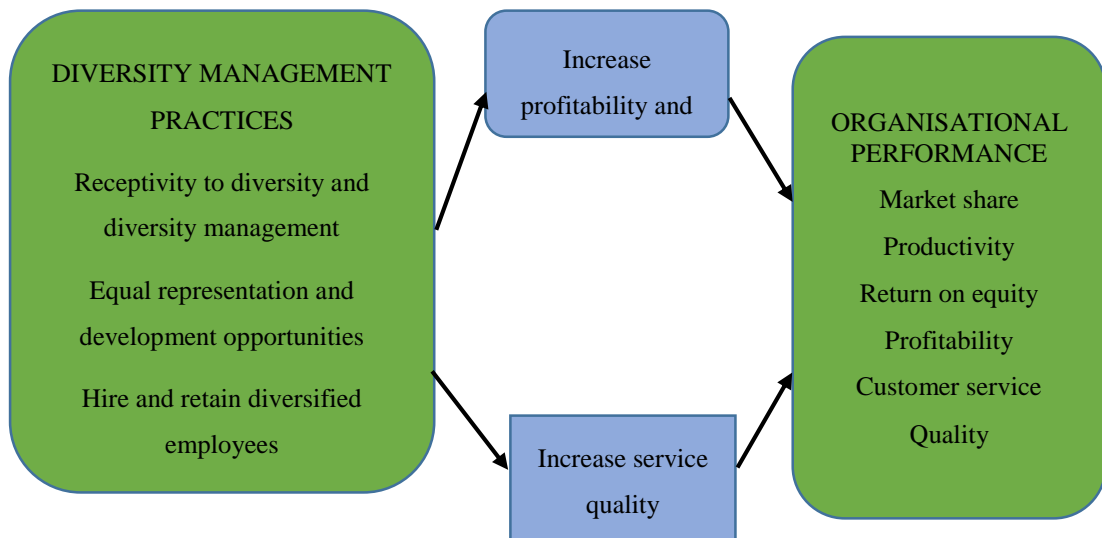 DIVERSITY MANAGEMENT
PRACTICES
Receptivity to diversity and
diversity management
Equal representation and
development opportunities
Hire and retain diversified
employees
Increase
profitability and
Increase service
quality
ORGANISATIONAL
PERFORMANCE
Market share
Productivity
Return on equity
Profitability
Customer service
Quality